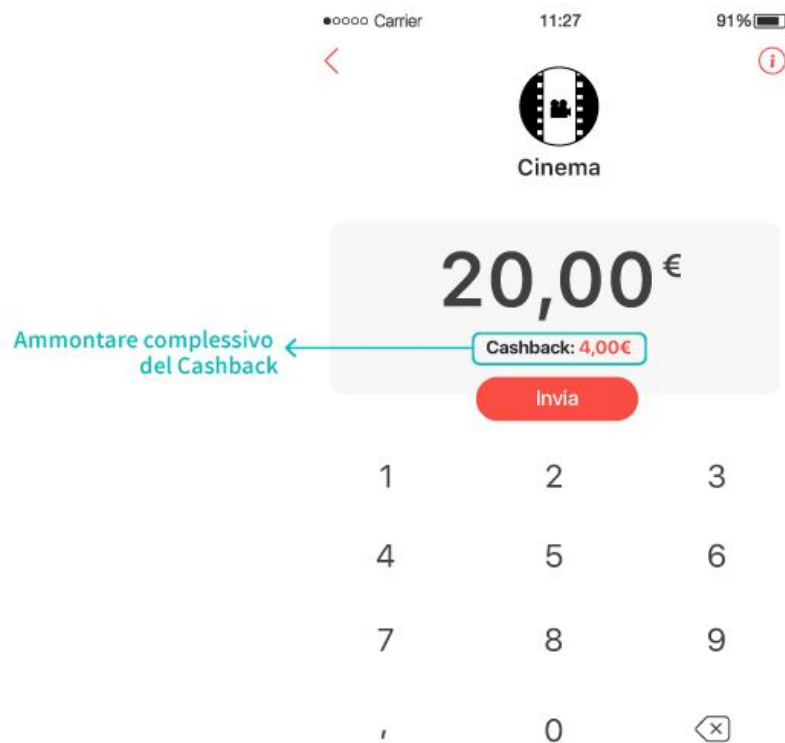 Carrier 11:27 91%
Cinema
20,00€
Ammontare complessivo
del Cashback
Cashback: 4,00€
Invia
1 2 3
4 5 6
7 8 9
, 0